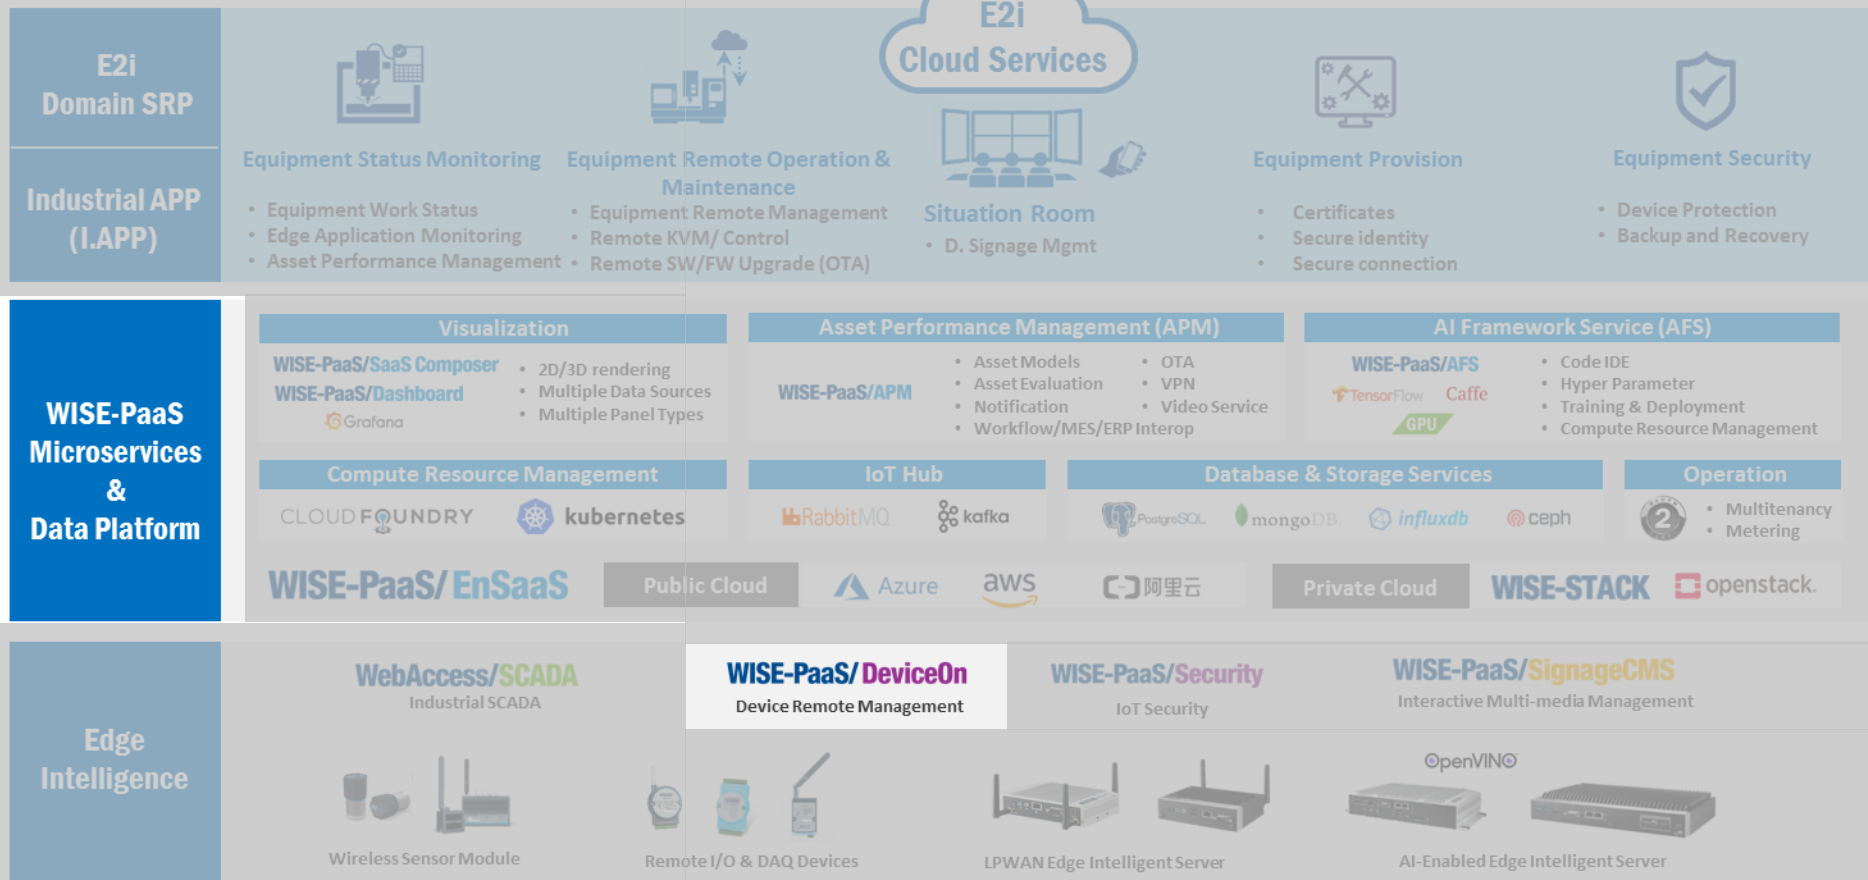 E2i
Cloud Services
E2i
Domain SRP
Industrial APP
(I.APP)
Equipment Status Monitoring
• Equipment Work Status
• Edge Application Monitoring
• Asset Performance Management
Equipment Remote Operation &
Maintenance
• Equipment Remote Management
• Remote KVM/ Control
• Remote SW/FW Upgrade (OTA)
Situation Room
• D. Signage Mgmt
Equipment Provision
• Certificates
• Secure identity
• Secure connection
Equipment Security
• Device Protection
• Backup and Recovery
WISE-PaaS
Microservices
&
Data Platform
Visualization
WISE-PaaS/SaaS Composer
WISE-PaaS/Dashboard
Grafana
• 2D/3D rendering
• Multiple Data Sources
• Multiple Panel Types
Asset Performance Management (APM)
WISE-PaaS/APM
• Asset Models
• Asset Evaluation
• Notification
• Workflow/MES/ERP Interop
• OTA
• VPN
• Video Service
AI Framework Service (AFS)
WISE-PaaS/AFS
TensorFlow Caffe
GPU
• Code IDE
• Hyper Parameter
• Training & Deployment
• Compute Resource Management
Compute Resource Management
CLOUD FOUNDRY
kubernetes
IoT Hub
RabbitMQ
kafka
Database & Storage Services
PostgreSQL
mongoDB.
influxdb
ceph
Operation
2
• Multitenancy
• Metering
WISE-PaaS/ EnSaaS
Public Cloud
Azure
aws
阿里云
Private Cloud
WISE-STACK
openstack.
Edge
Intelligence
WebAccess/SCADA
Industrial SCADA
WISE-PaaS/ DeviceOn
Device Remote Management
WISE-PaaS/Security
IoT Security
WISE-PaaS/SignageCMS
Interactive Multi-media Management
OpenVINO
Wireless Sensor Module
Remote I/O & DAQ Devices
LPWAN Edge Intelligent Server
AI-Enabled Edge Intelligent Server